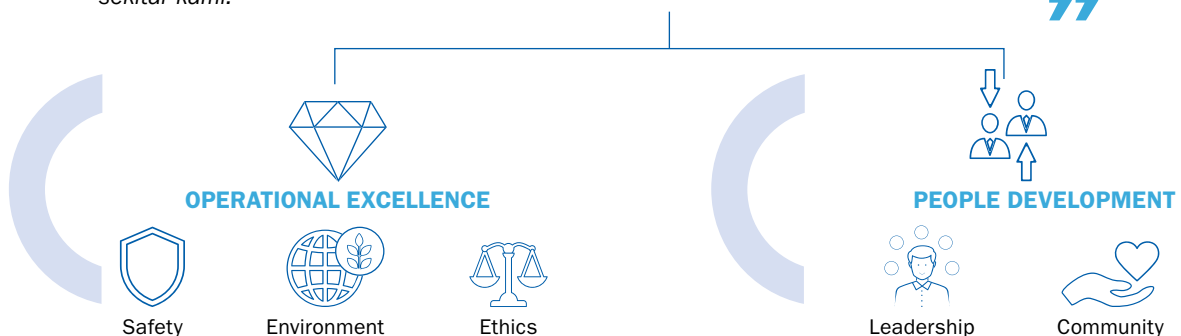 sekitar kami.
”
OPERATIONAL EXCELLENCE
PEOPLE DEVELOPMENT
Safety
Environment
Ethics
Leadership
Community